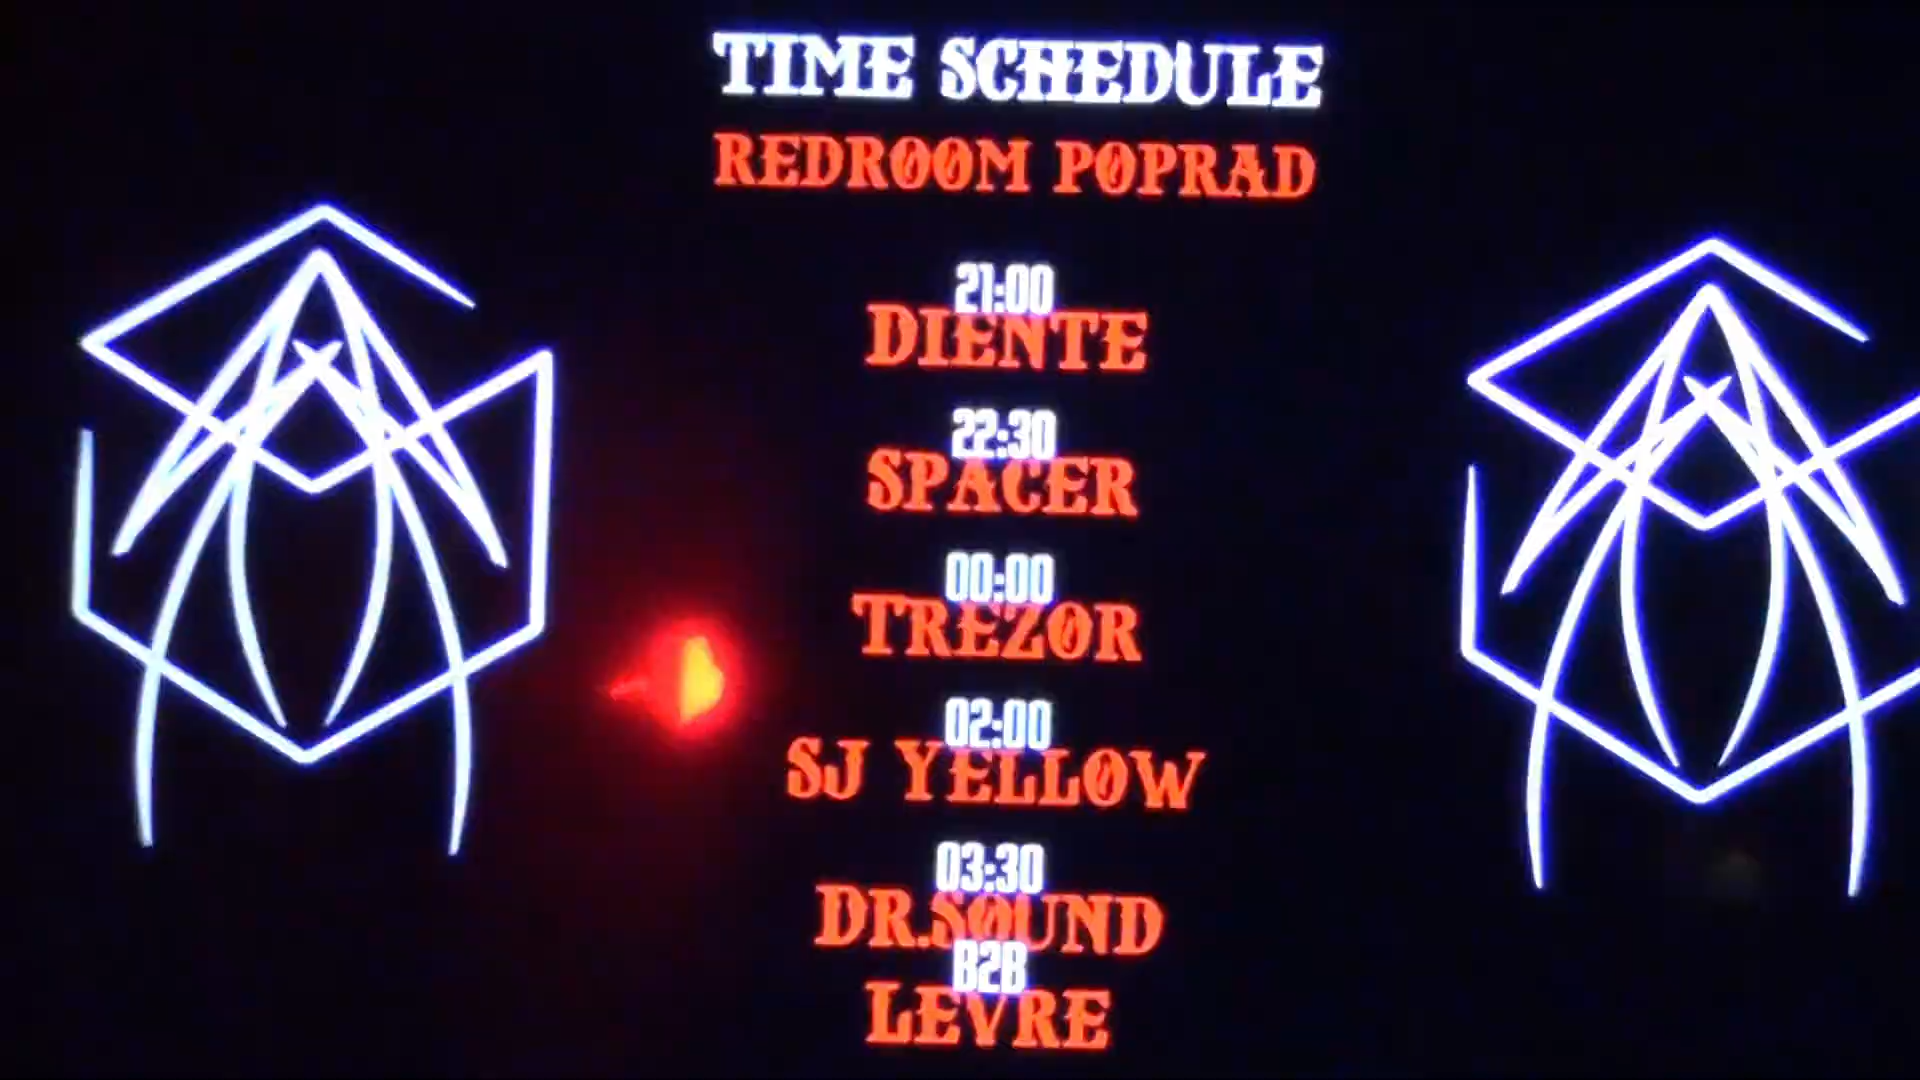 TIME SCHEDULE
REDROOM POPRAD
21:00
DIENTE
22:30
SPACER
00:00
TREZOR
02:00
SJ YELLOW
03:30
DR.SOUND
B2B
LEVRE